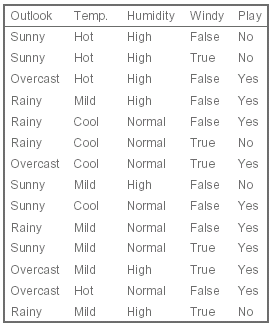 Outlook Temp. Humidity Windy Play
Sunny Hot High False No
Sunny Hot High True No
Overcast Hot High False Yes
Rainy Mild High False Yes
Rainy Cool Normal False Yes
Rainy Cool Normal True No
Overcast Cool Normal True Yes
Sunny Mild High False No
Sunny Cool Normal False Yes
Rainy Mild Normal False Yes
Sunny Mild Normal True Yes
Overcast Mild High True Yes
Overcast Hot Normal False Yes
Rainy Mild High True No